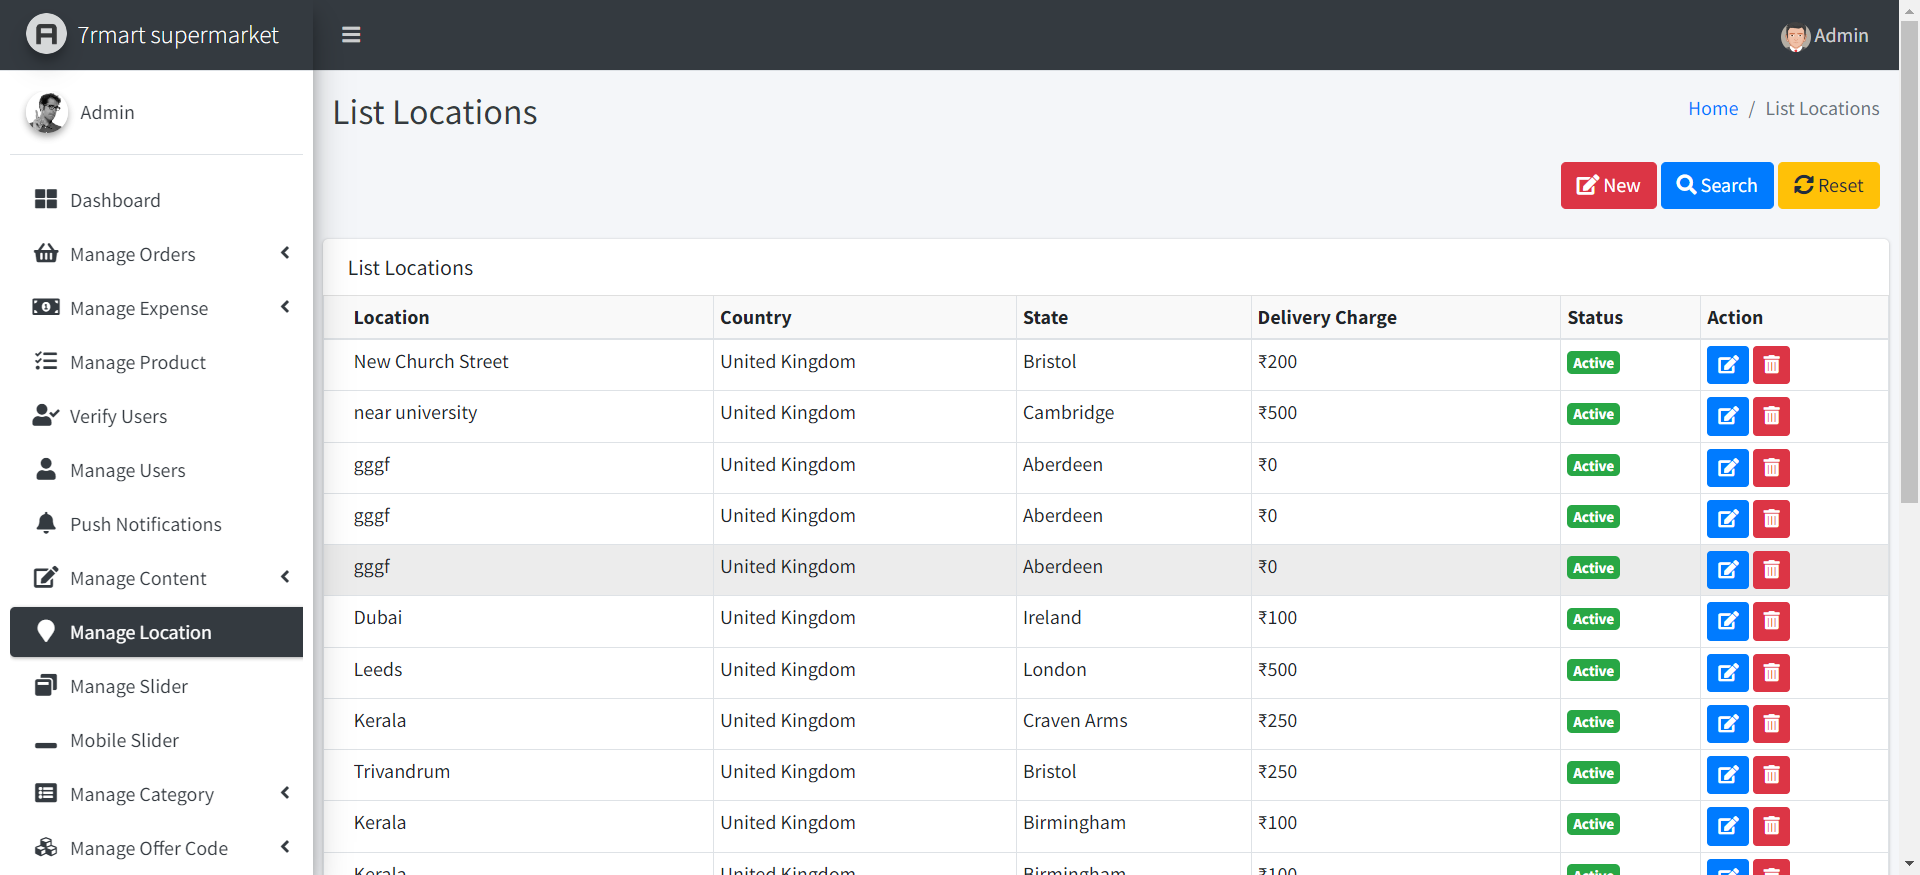 7rmart supermarket
Admin
Admin
List Locations
Home / List Locations
New Search Reset
Dashboard
Manage Orders
Manage Expense
Manage Product
Verify Users
Manage Users
Push Notifications
Manage Content
Manage Location
Manage Slider
Mobile Slider
Manage Category
Manage Offer Code
List Locations
Location Country State Delivery Charge Status Action
New Church Street United Kingdom Bristol ₹200 Active
near university United Kingdom Cambridge ₹500 Active
gggf United Kingdom Aberdeen ₹0 Active
gggf United Kingdom Aberdeen ₹0 Active
gggf United Kingdom Aberdeen ₹0 Active
Dubai United Kingdom Ireland ₹100 Active
Leeds United Kingdom London ₹500 Active
Kerala United Kingdom Craven Arms ₹250 Active
Trivandrum United Kingdom Bristol ₹250 Active
Kerala United Kingdom Birmingham ₹100 Active
Kerala United Kingdom Birmingham ₹100